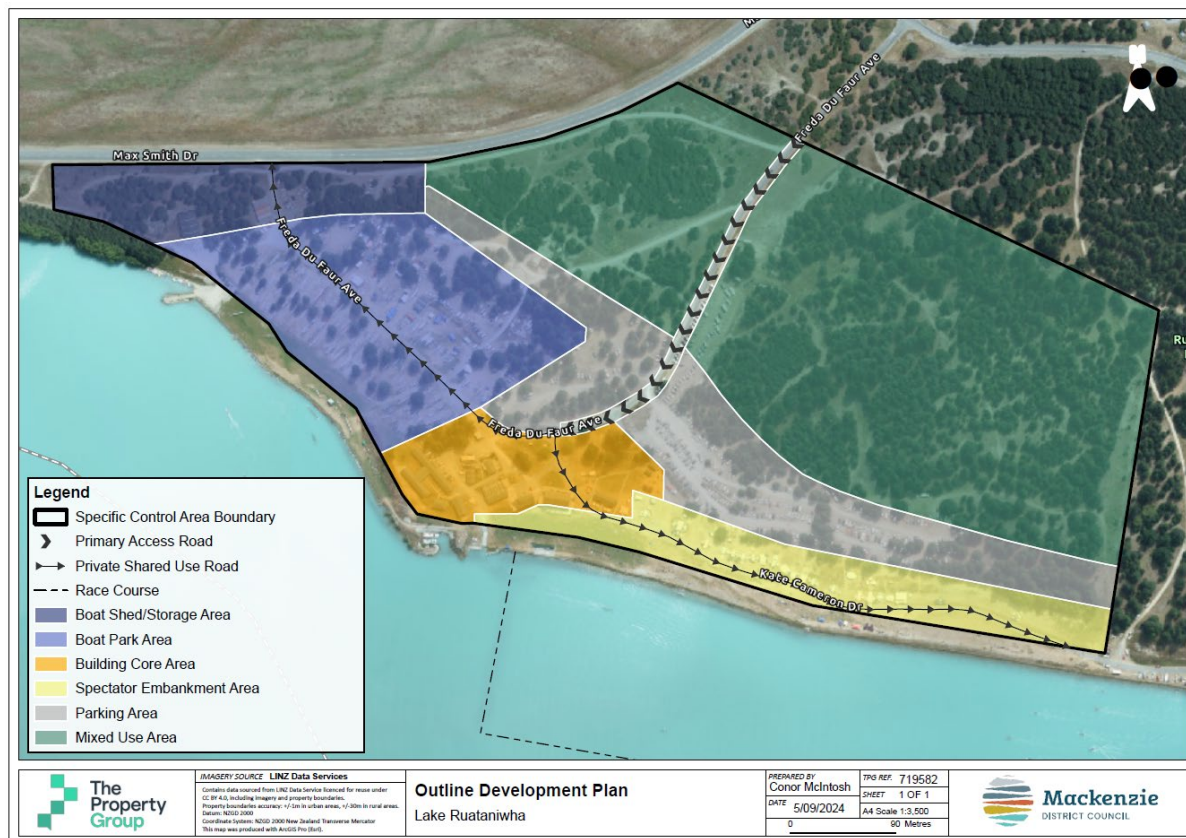 Max Smith Dr
Freda Du Faur Ave
Freda Du Faur Ave
Freda Du Faur Ave
Kate Cameron Dr
Legend
Specific Control Area Boundary
Primary Access Road
Private Shared Use Road
Race Course
Boat Shed/Storage Area
Boat Park Area
Building Core Area
Spectator Embankment Area
Parking Area
Mixed Use Area
The
Property
Group
IMAGERY SOURCE LINZ Data Services
Contains data sourced from LINZ Data Service licenced for reuse under
CC BY 4.0, including imagery and property boundaries.
Property boundaries accuracy: +/-1m in urban areas, +/-30m in rural areas.
Datum: NZGD 2000
Coordinate System: NZGD 2000 New Zealand Transverse Mercator
This map was produced with ArcGIS Pro (Esri).
Outline Development Plan
Lake Ruataniwha
PREPARED BY
Conor McIntosh
DATE 5/09/2024
TPG REF. 719582
SHEET 1 OF 1
A4 Scale 1:3,500
0 90 Metres
Mackenzie
DISTRICT COUNCIL